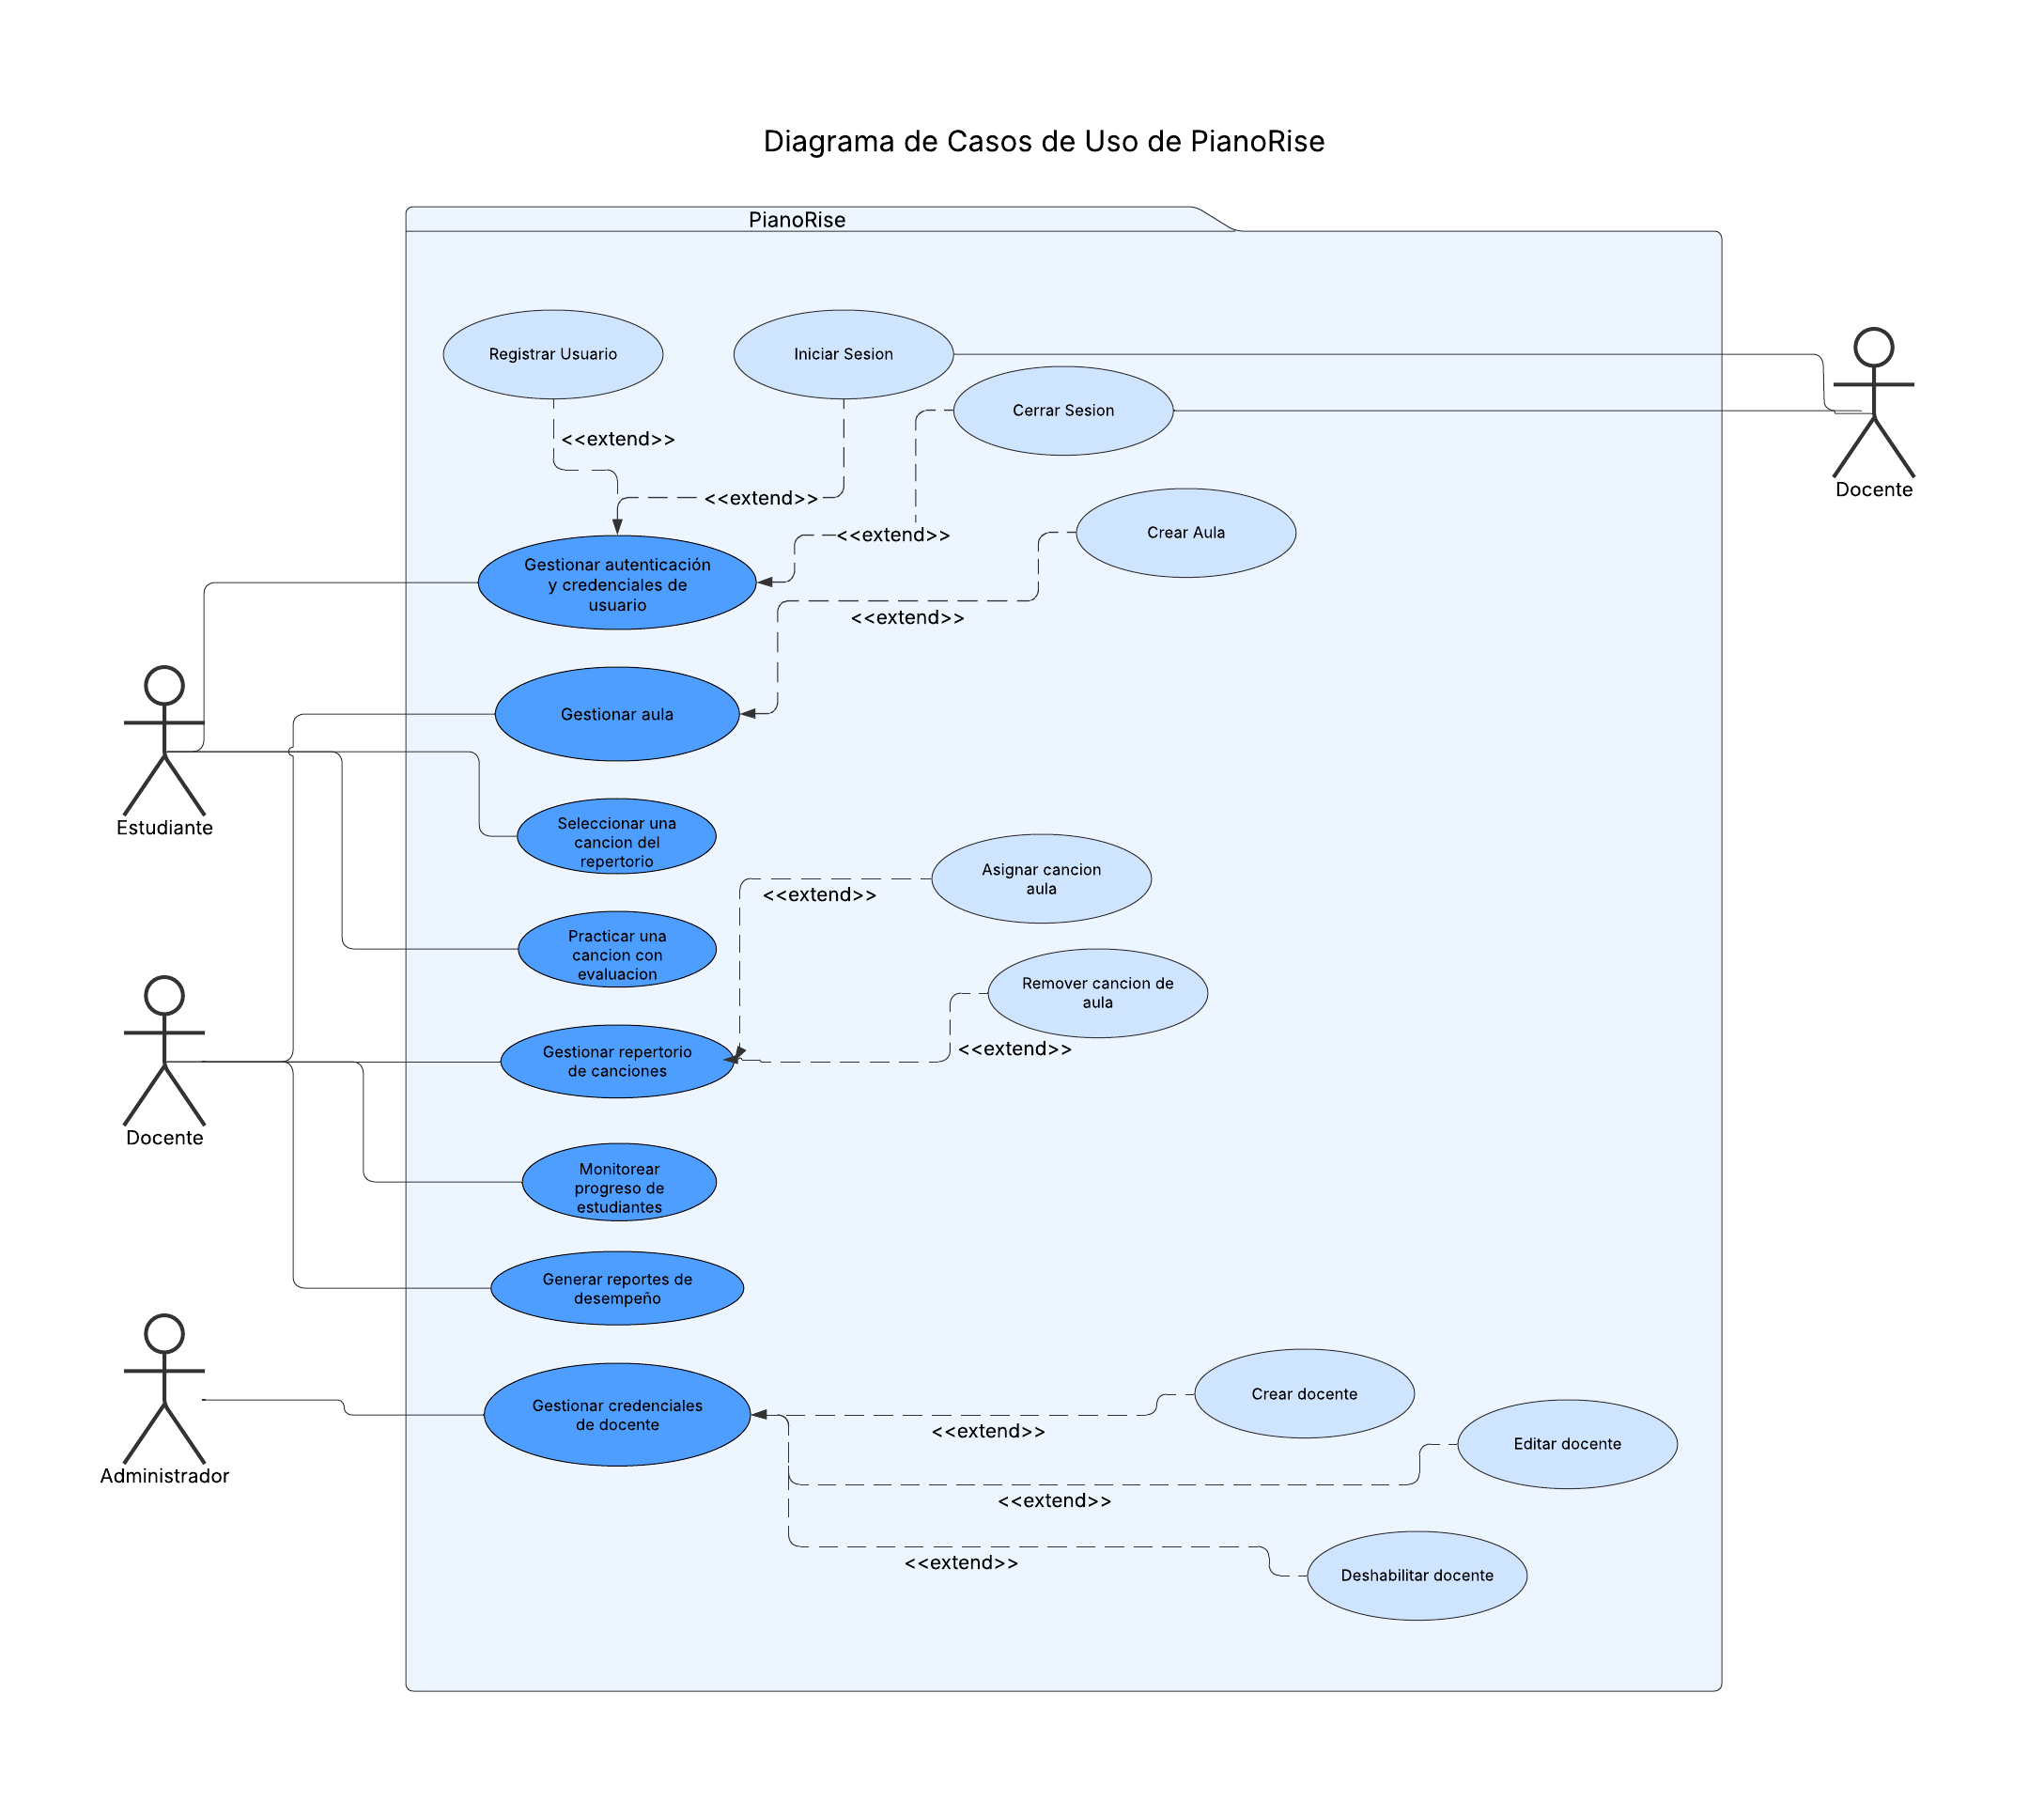 Diagrama de Casos de Uso de PianoRise
PianoRise
Registrar Usuario
Iniciar Sesion
Cerrar Sesion
<<extend>>
Docente
<<extend>>
Crear Aula
<<extend>>
Gestionar autenticación
y credenciales de
usuario
<<extend>>
Gestionar aula
Estudiante
Seleccionar una
cancion del
repertorio
Asignar cancion
aula
<<extend>>
Practicar una
cancion con
evaluacion
Remover cancion de
aula
<<extend>>
Gestionar repertorio
de canciones
Docente
Monitorear
progreso de
estudiantes
Generar reportes de
desempeño
Crear docente
Gestionar credenciales
de docente
<<extend>>
Editar docente
Administrador
<<extend>>
<<extend>>
Deshabilitar docente